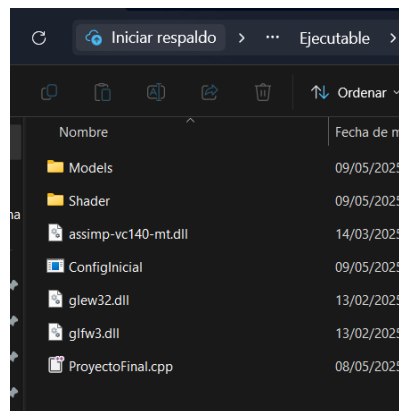 Iniciar respaldo > ... Ejecutable >
Ordenar
Nombre Fecha de m
Models 09/05/2025
Shader 09/05/2025
assimp-vc140-mt.dll 14/03/2025
ConfigInicial 09/05/2025
glew32.dll 13/02/2025
glfw3.dll 13/02/2025
ProyectoFinal.cpp 08/05/2025